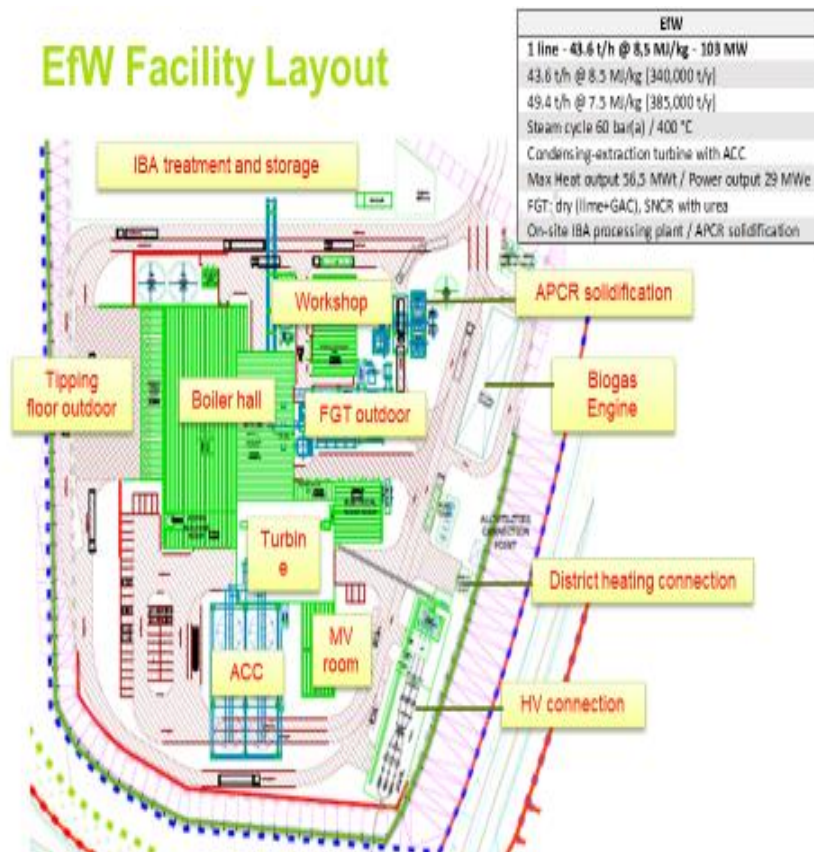 EfW Facility Layout
EfW
1 line - 43.6 t/h @ 8,5 MJ/kg - 103 MW
43.6 t/h @ 8.5 MJ/kg (340,000 t/y)
49.4 t/h @ 7.5 MJ/kg (385,000 t/y)
Steam cycle 60 bar(a) / 400 °C
Condensing-extraction turbine with ACC
Max Heat output 56,5 MWt / Power output 29 MWe
FGT: dry (lime+GAC), SNCR with urea
On-site IBA processing plant / APCR solidification
IBA treatment and storage
Workshop
APCR solidification
Tipping
floor outdoor
Boiler hall
FGT outdoor
Biogas
Engine
ALL UTILITIES
CONNECTION
POINT
Turbin
e
District heating connection
ACC
MV
room
HV connection